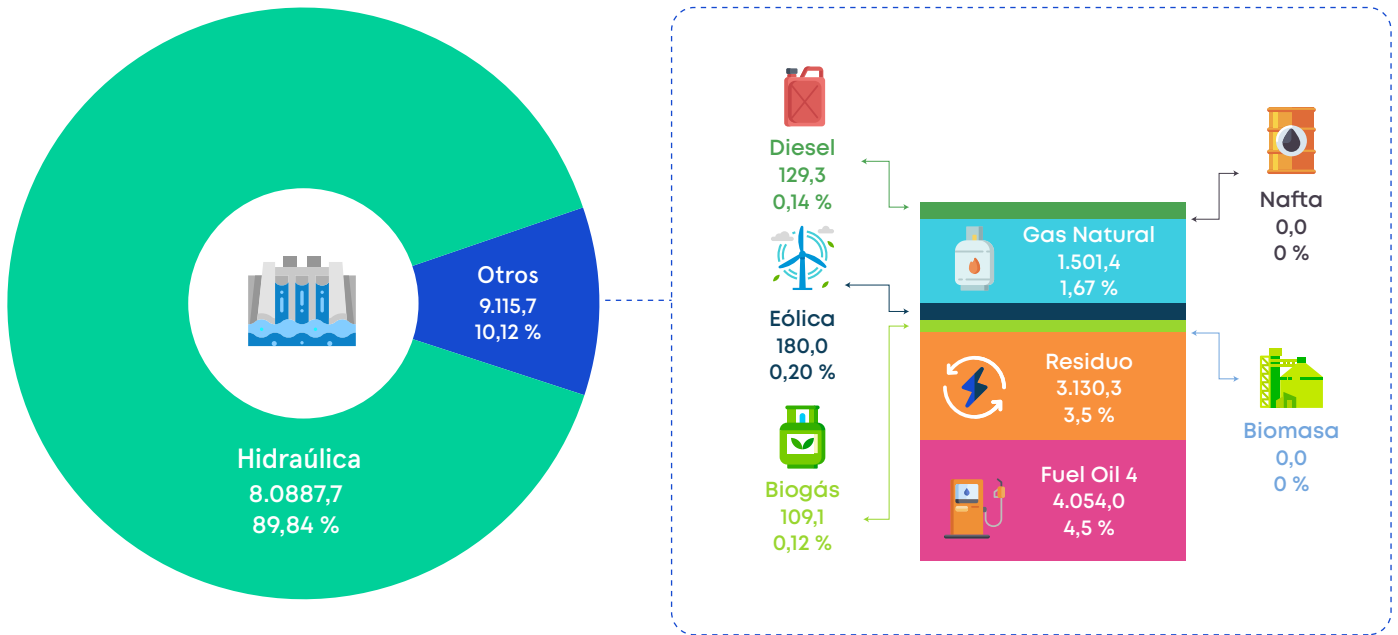 Hidraúlica
8.0887,7
89,84 %
Otros
9.115,7
10,12 %
Diesel
129,3
0,14 %
Eólica
180,0
0,20 %
Biogás
109,1
0,12 %
Gas Natural
1.501,4
1,67 %
Residuo
3.130,3
3,5 %
Fuel Oil 4
4.054,0
4,5 %
Nafta
0,0
0 %
Biomasa
0,0
0 %